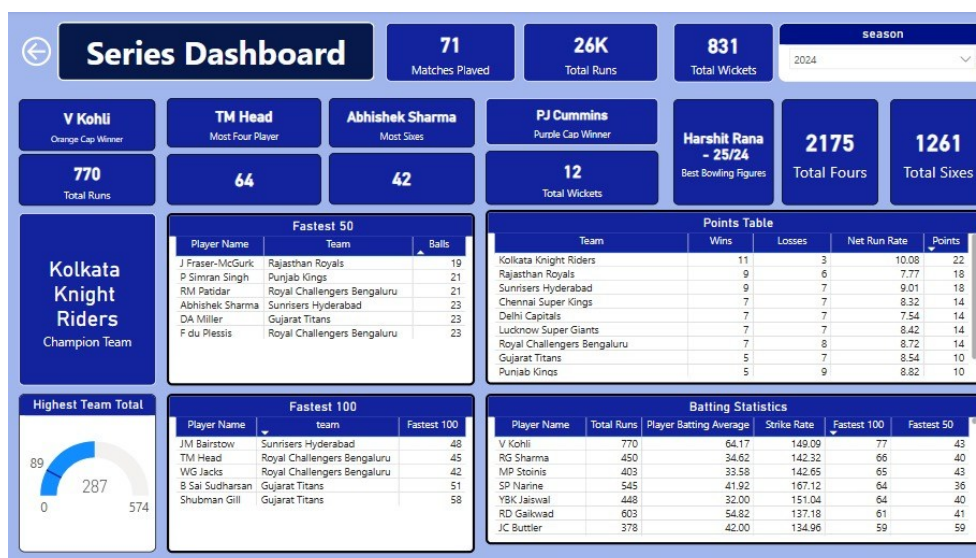 Series Dashboard
71
Matches Played
26K
Total Runs
831
Total Wickets
season
2024
V Kohli
Orange Cap Winner
770
Total Runs
TM Head
Most Four Player
64
Abhishek Sharma
Most Sixes
42
PJ Cummins
Purple Cap Winner
12
Total Wickets
Harshit Rana
- 25/24
Best Bowling Figures
2175
Total Fours
1261
Total Sixes
Kolkata
Knight
Riders
Champion Team
Fastest 50
Player Name Team Balls
J Fraser-McGurk Rajasthan Royals 19
P Simran Singh Punjab Kings 21
RM Patidar Royal Challengers Bengaluru 21
Abhishek Sharma Sunrisers Hyderabad 23
DA Miller Gujarat Titans 23
F du Plessis Royal Challengers Bengaluru 23
Points Table
Team Wins Losses Net Run Rate Points
Kolkata Knight Riders 11 3 10.08 22
Rajasthan Royals 9 6 7.77 18
Sunrisers Hyderabad 9 7 9.01 18
Chennai Super Kings 7 7 8.32 14
Delhi Capitals 7 7 7.54 14
Lucknow Super Giants 7 7 8.42 14
Royal Challengers Bengaluru 7 8 8.72 14
Gujarat Titans 5 7 8.54 10
Punjab Kings 5 9 8.82 10
Highest Team Total
89
287
0
574
Fastest 100
Player Name team Fastest 100
JM Bairstow Sunrisers Hyderabad 48
TM Head Royal Challengers Bengaluru 45
WG Jacks Royal Challengers Bengaluru 42
B Sai Sudharsan Gujarat Titans 51
Shubman Gill Gujarat Titans 58
Batting Statistics
Player Name Total Runs Player Batting Average Strike Rate Fastest 100 Fastest 50
V Kohli 770 64.17 149.09 77 43
RG Sharma 450 34.62 142.32 66 40
MP Stoinis 403 33.58 142.65 65 43
SP Narine 545 41.92 167.12 64 36
YBK Jaiswal 448 32.00 151.04 64 40
RD Gaikwad 603 54.82 137.18 61 41
JC Buttler 378 42.00 134.96 59 59